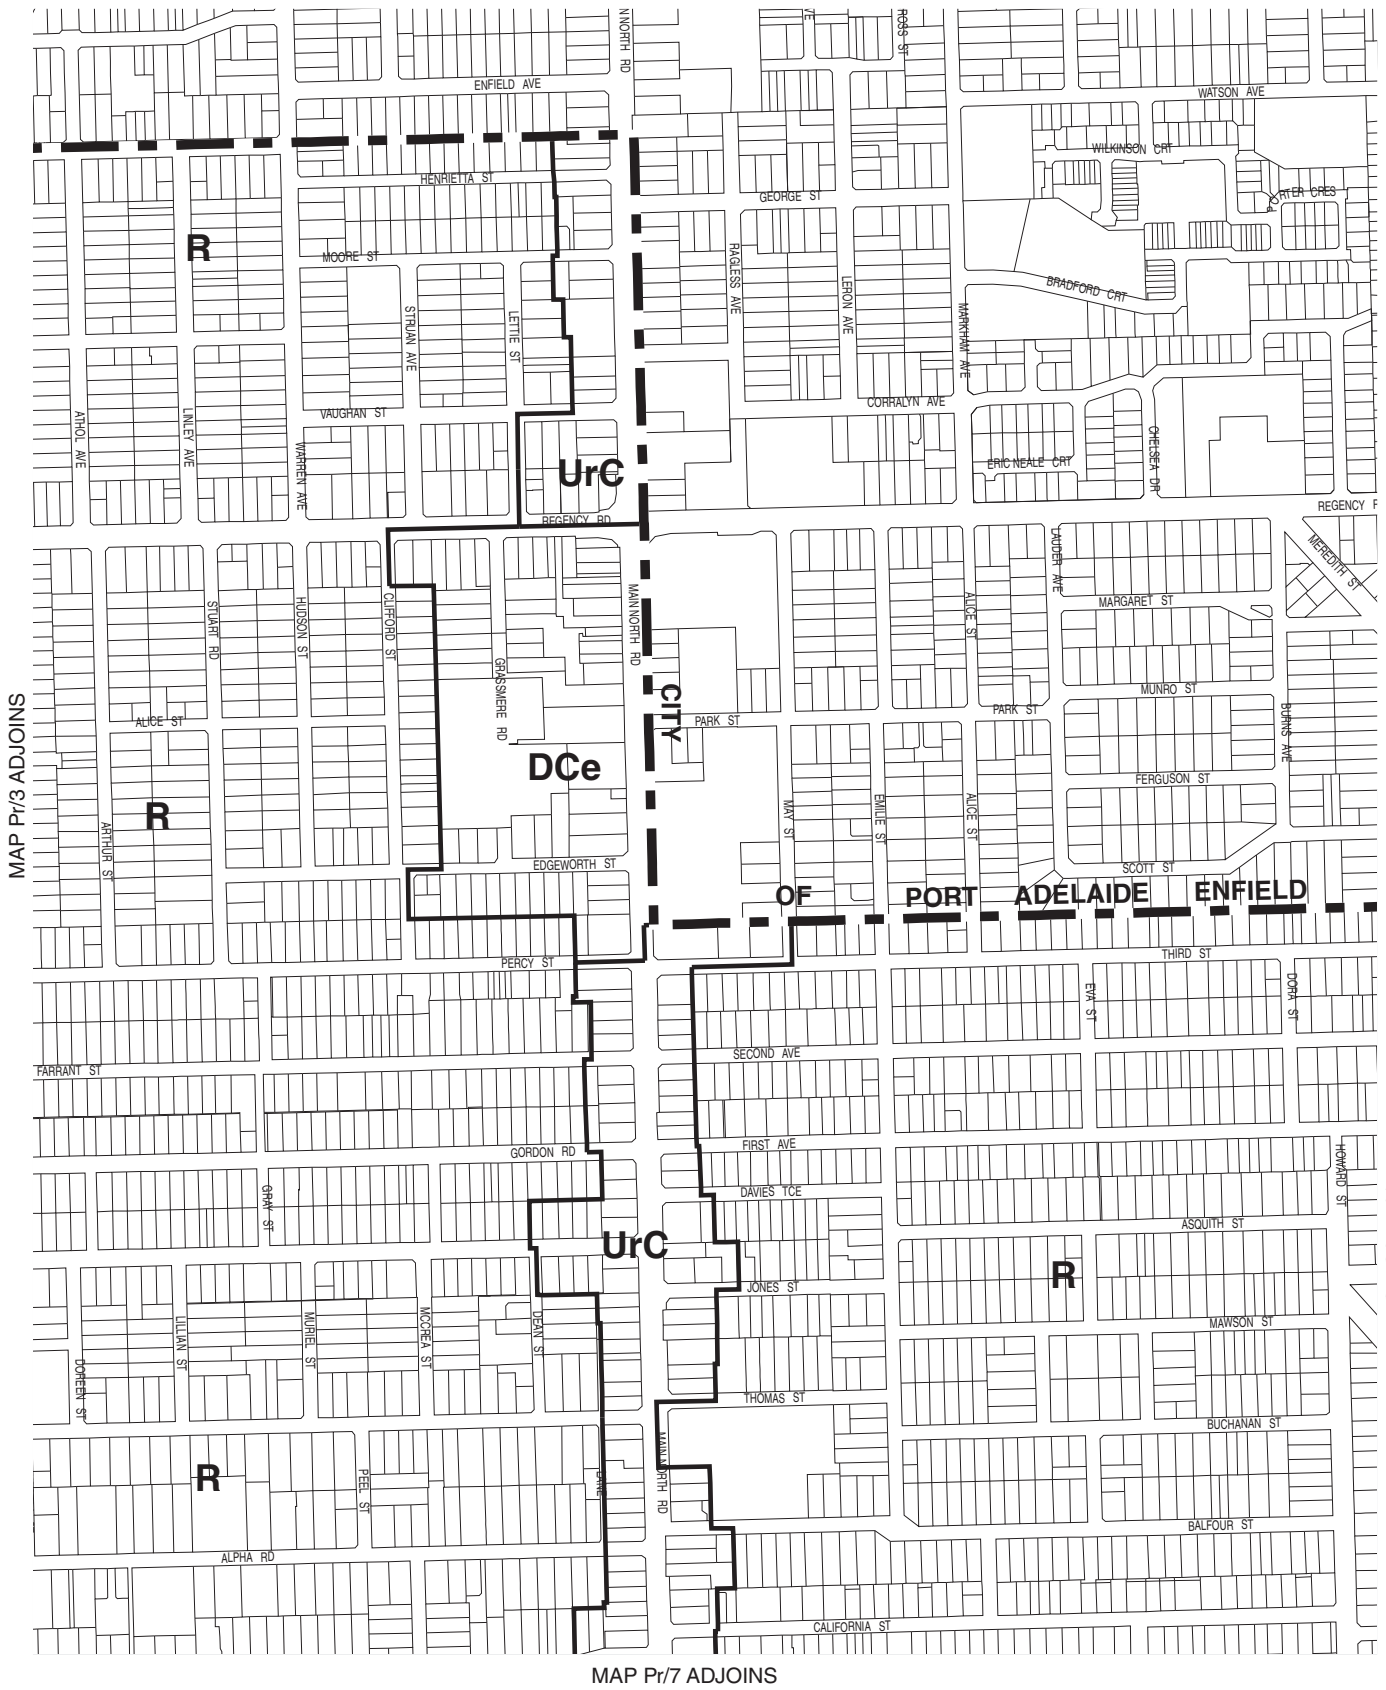 N NORTH RD
ROSS ST
ENFIELD AVE
WATSON AVE
WILKINSON CRT
HENRIETTA ST
GEORGE ST
RTER CRES
R
MOORE ST
RAGLESS AVE
LERON AVE
BRADFORD CRT
STRUAN AVE
LETTIE ST
MARKHAM AVE
CORRALYN AVE
VAUGHAN ST
ATHOL AVE
LINLEY AVE
WARREN AVE
CHELSEA DR
UrC
ERIC NEALE CRT
REGENCY RD
REGENCY R
LAUDER AVE
MEREDITH ST
STUART RD
HUDSON ST
CLIFFORD ST
MAIN NORTH RD
ALICE ST
MARGARET ST
GRASSMERE RD
MUNRO ST
CITY
PARK ST
PARK ST
ALICE ST
BURNS AVE
MAP Pr/3 ADJOINS
DCe
FERGUSON ST
R
ARTHUR ST
MAY ST
EMILIE ST
ALICE ST
EDGEWORTH ST
SCOTT ST
OF PORT ADELAIDE ENFIELD
PERCY ST
THIRD ST
EVA ST
DORA ST
SECOND AVE
FARRANT ST
FIRST AVE
GORDON RD
HOWARD ST
DAVIES TCE
GRAY ST
ASQUITH ST
UrC
R
JONES ST
LILLIAN ST
MURIEL ST
MCCREA ST
DEAN ST
MAWSON ST
DOREEN ST
THOMAS ST
BUCHANAN ST
R
PEEL ST
LANE
MAIN NORTH RD
BALFOUR ST
ALPHA RD
CALIFORNIA ST
MAP Pr/7 ADJOINS